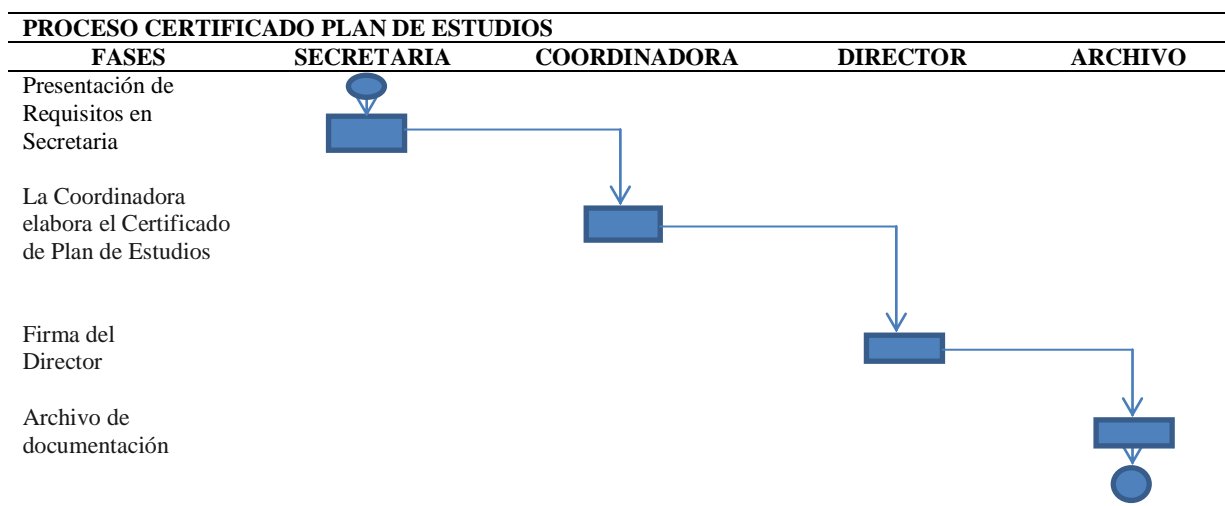 PROCESO CERTIFICADO PLAN DE ESTUDIOS
FASES SECRETARIA COORDINADORA DIRECTOR ARCHIVO
Presentación de
Requisitos en
Secretaria
La Coordinadora
elabora el Certificado
de Plan de Estudios
Firma del
Director
Archivo de
documentación